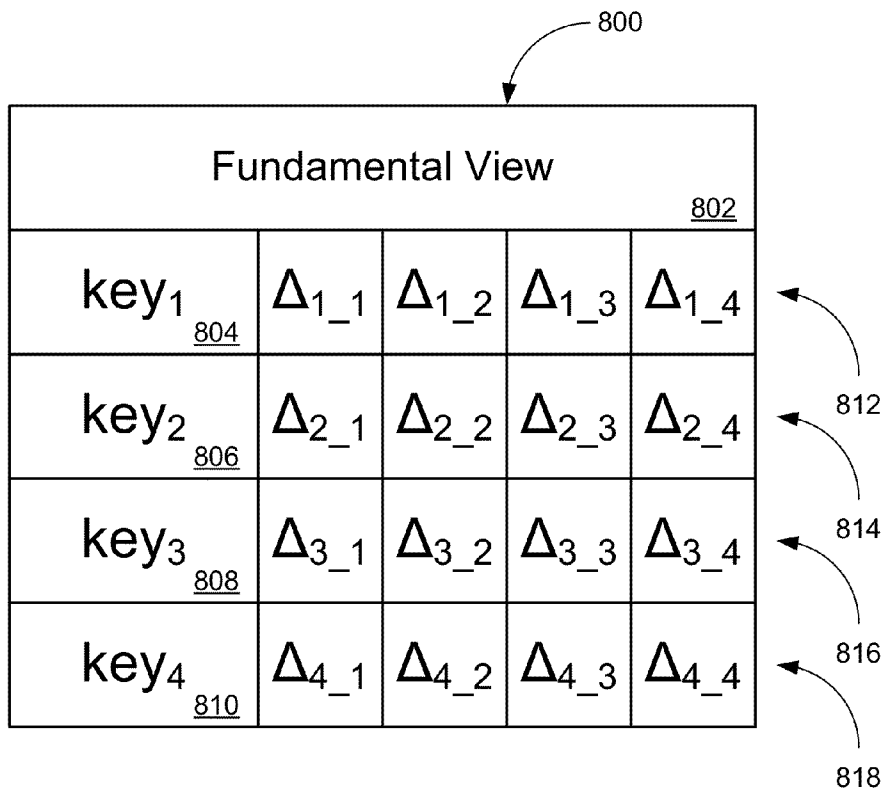 800
Fundamental View
802
key₁ 804 Δ₁_₁ Δ₁_₂ Δ₁_₃ Δ₁_₄
812
key₂ 806 Δ₂_₁ Δ₂_₂ Δ₂_₃ Δ₂_₄
814
key₃ 808 Δ₃_₁ Δ₃_₂ Δ₃_₃ Δ₃_₄
816
key₄ 810 Δ₄_₁ Δ₄_₂ Δ₄_₃ Δ₄_₄
818